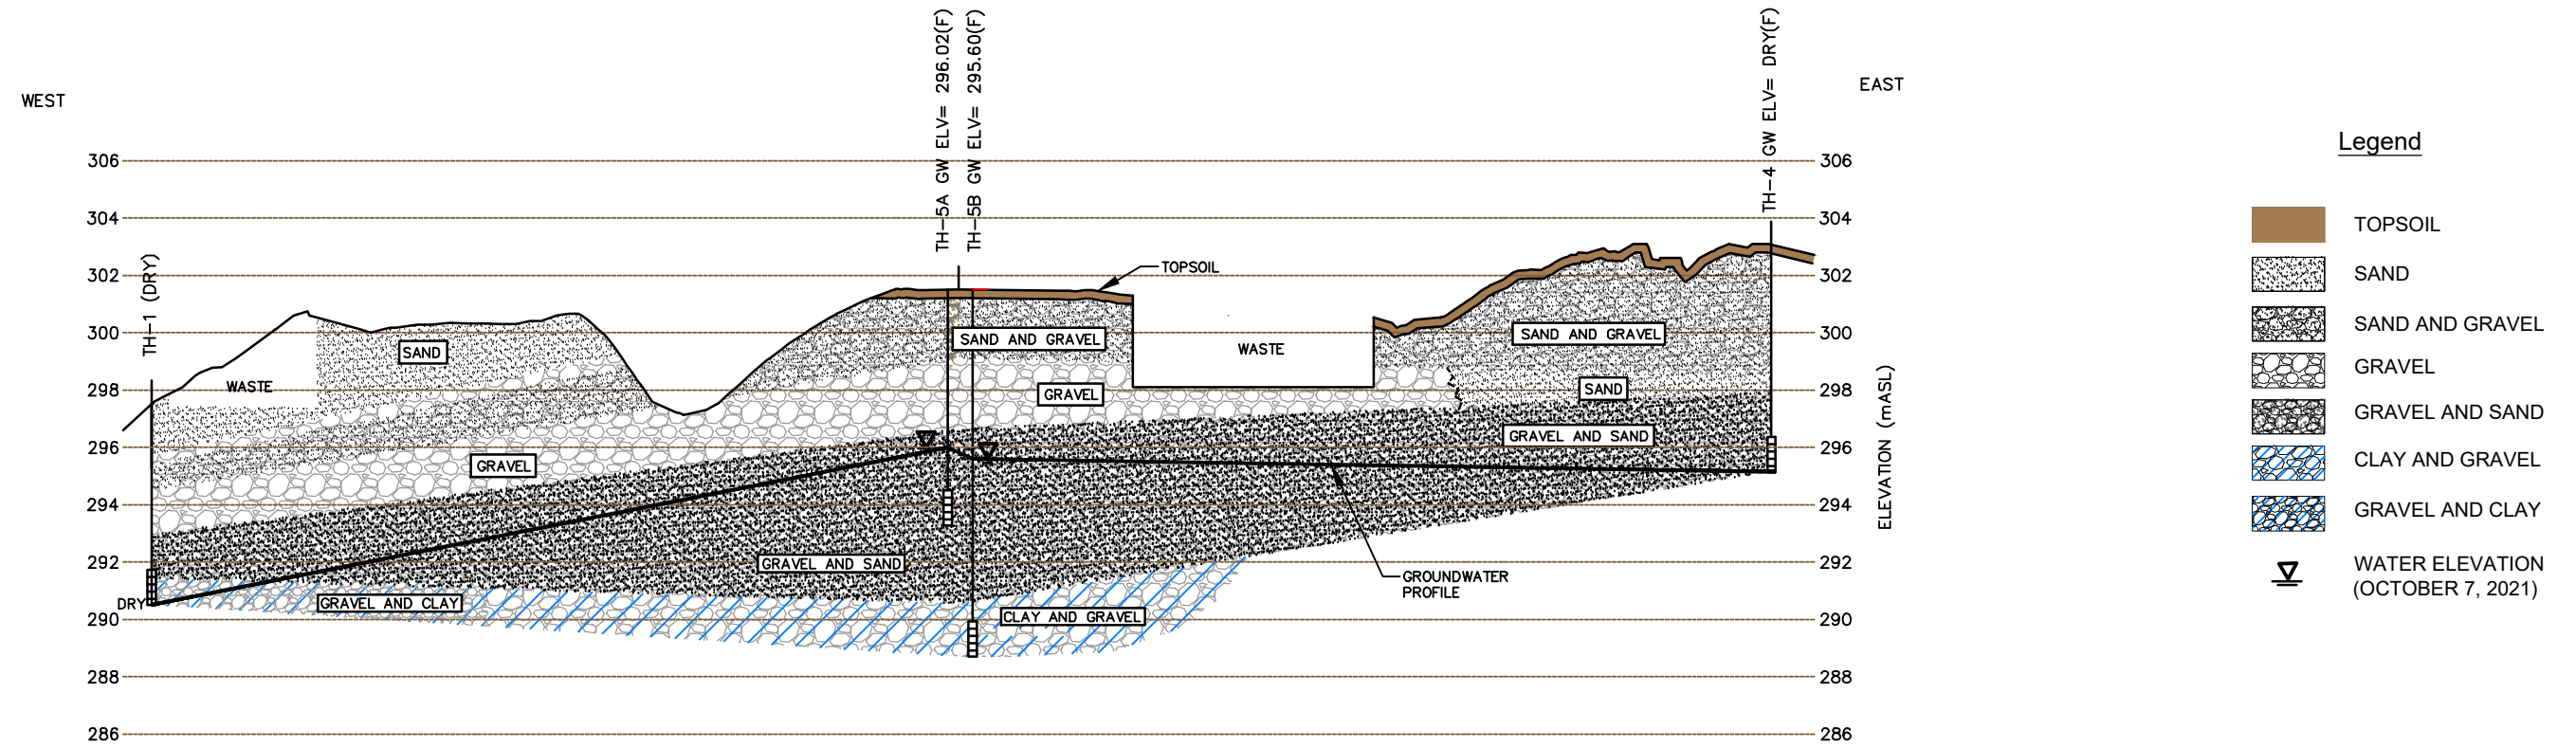 WEST
EAST
TH-1 (DRY)
TH-5A GW ELV= 296.02(F)
TH-5B GW ELV= 295.60(F)
TH-4 GW ELV= DRY(F)
306
304
302
300
298
296
294
292
290
288
286
DRY
306
304
302
300
298
296
294
292
290
288
286
ELEVATION (mASL)
WASTE
SAND
GRAVEL
GRAVEL AND SAND
GRAVEL AND CLAY
TOPSOIL
SAND AND GRAVEL
GRAVEL
WASTE
SAND AND GRAVEL
SAND
GRAVEL AND SAND
CLAY AND GRAVEL
GROUNDWATER
PROFILE
Legend
TOPSOIL
SAND
SAND AND GRAVEL
GRAVEL
GRAVEL AND SAND
CLAY AND GRAVEL
GRAVEL AND CLAY
WATER ELEVATION
(OCTOBER 7, 2021)